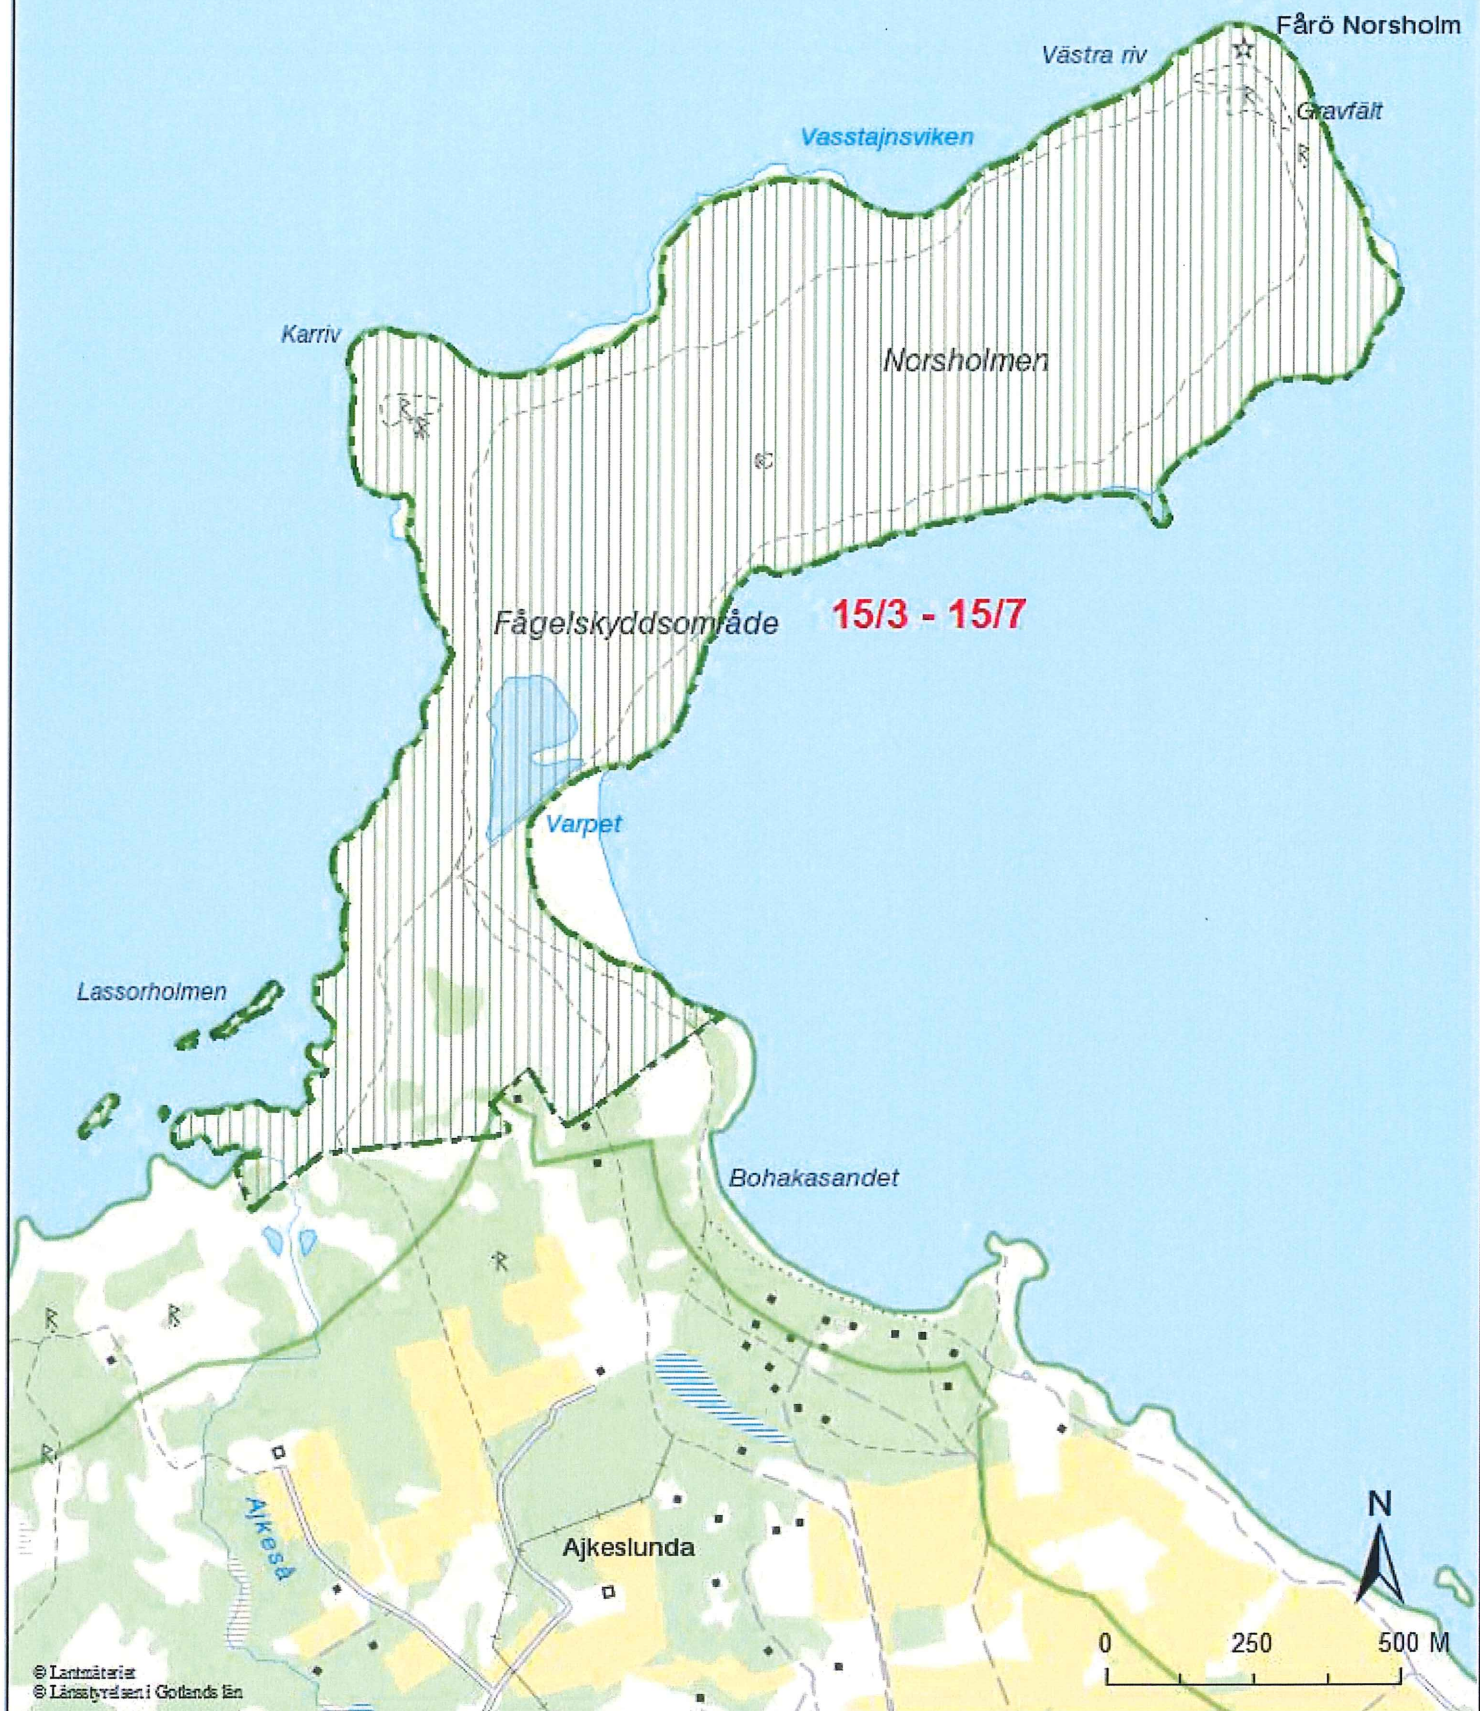 Fårö Norsholm
Västra riv
Gravfält
Vasstajnsviken
Karriv
Norsholmen
Fågelskyddsområde
15/3 - 15/7
Varpet
Lassorholmen
Bohakasandet
Ajkeså
Ajkeslunda
N
0 250 500 M
© Lantmäteriet
© Länsstyrelsen i Gotlands län